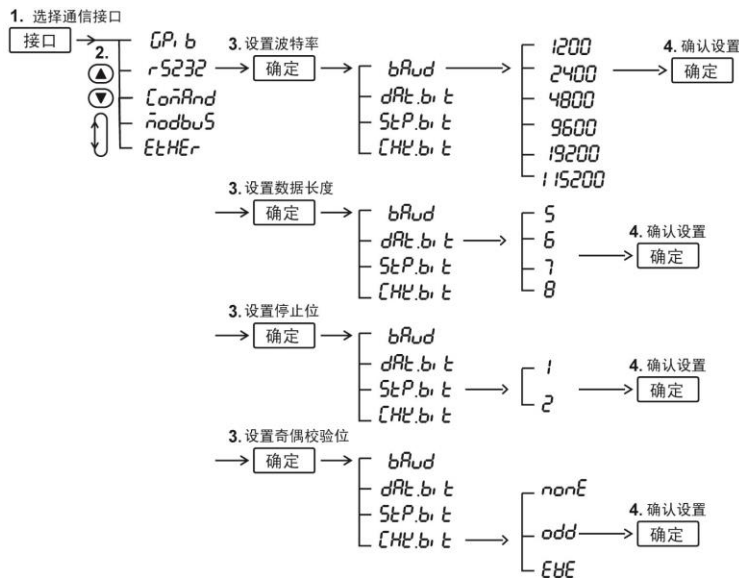 1. 选择通信接口
接口
2.
GPib
rS232
ComAnd
modbuS
EtHEr
3. 设置波特率
确定
bAud
dAt.bit
StP.bit
CHK.bit
1200
2400
4800
9600
19200
115200
4. 确认设置
确定
3. 设置数据长度
确定
bAud
dAt.bit
StP.bit
CHK.bit
5
6
7
8
4. 确认设置
确定
3. 设置停止位
确定
bAud
dAt.bit
StP.bit
CHK.bit
1
2
4. 确认设置
确定
3. 设置奇偶校验位
确定
bAud
dAt.bit
StP.bit
CHK.bit
nonE
odd
EVE
4. 确认设置
确定